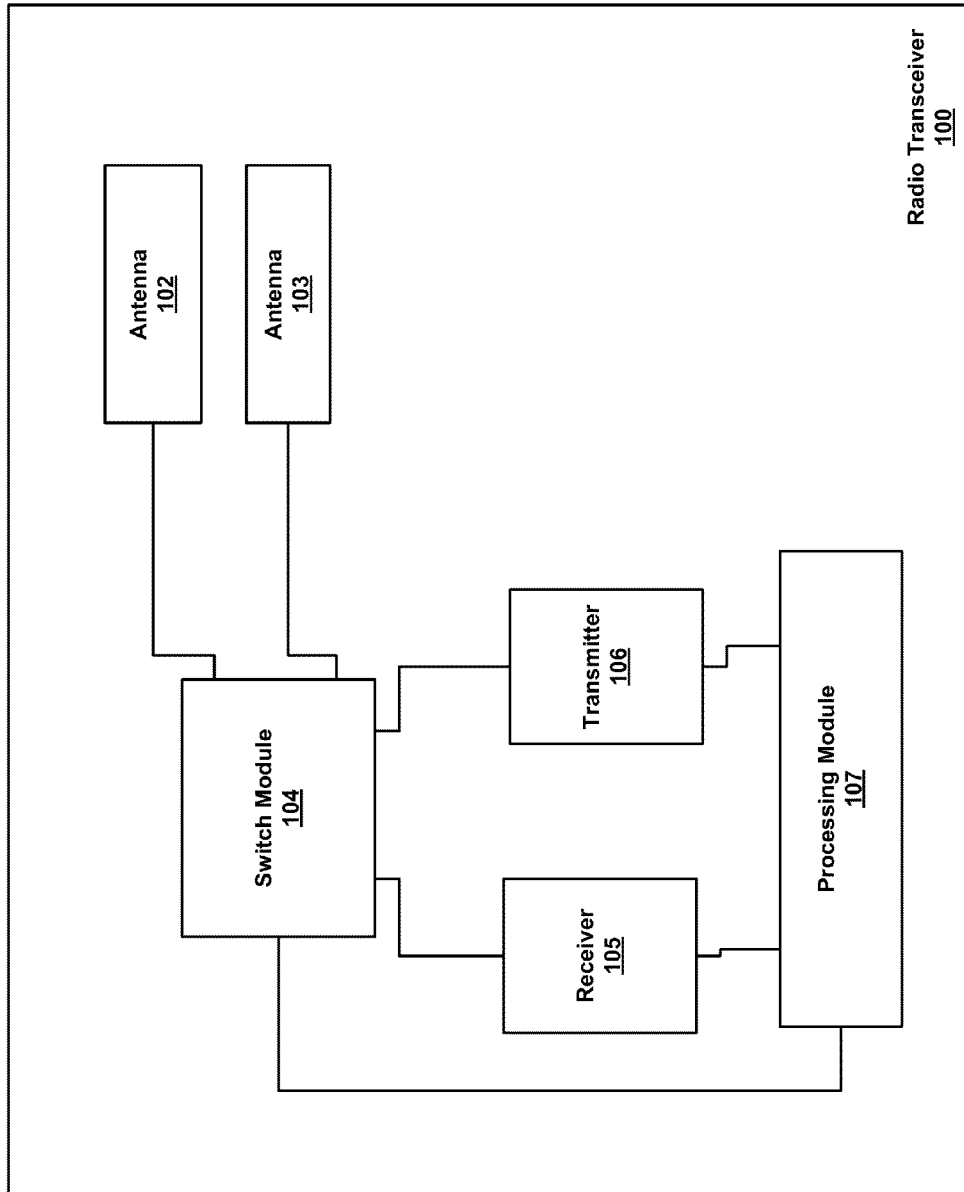 Antenna
102
Antenna
103
Switch Module
104
Transmitter
106
Receiver
105
Processing Module
107
Radio Transceiver
100